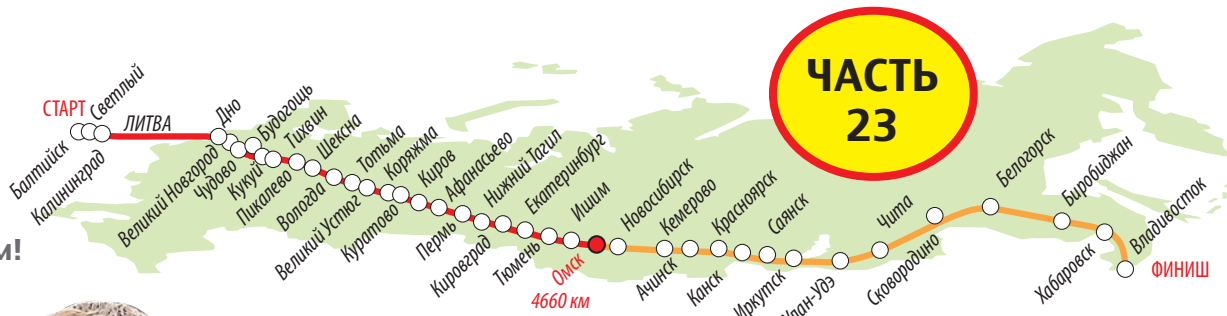 ЧАСТЬ
23
СТАРТ
Балтийск
Светлый
Калининград
ЛИТВА
Дно
Великий Новгород
Чудово
Будогощь
Кукуй
Тихвин
Пикалево
Шексна
Вологда
Тотьма
Великий Устюг
Коряжма
Куратово
Киров
Афанасьево
Пермь
Нижний Тагил
Кировград
Екатеринбург
Тюмень
Ишим
Омск
4660 км
Новосибирск
Ачинск
Кемерово
Канск
Красноярск
Иркутск
Саянск
Улан-Удэ
Чита
Сковородино
Белогорск
Биробиджан
Хабаровск
Владивосток
ФИНИШ
м!